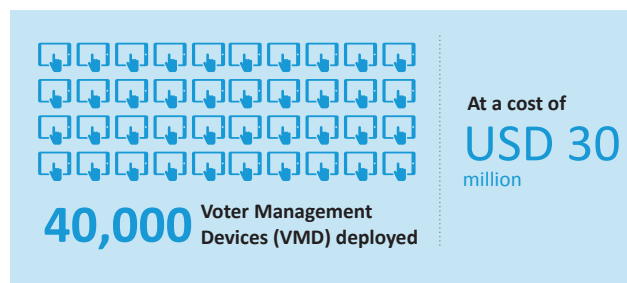 40,000 Voter Management
Devices (VMD) deployed
At a cost of
USD 30
million